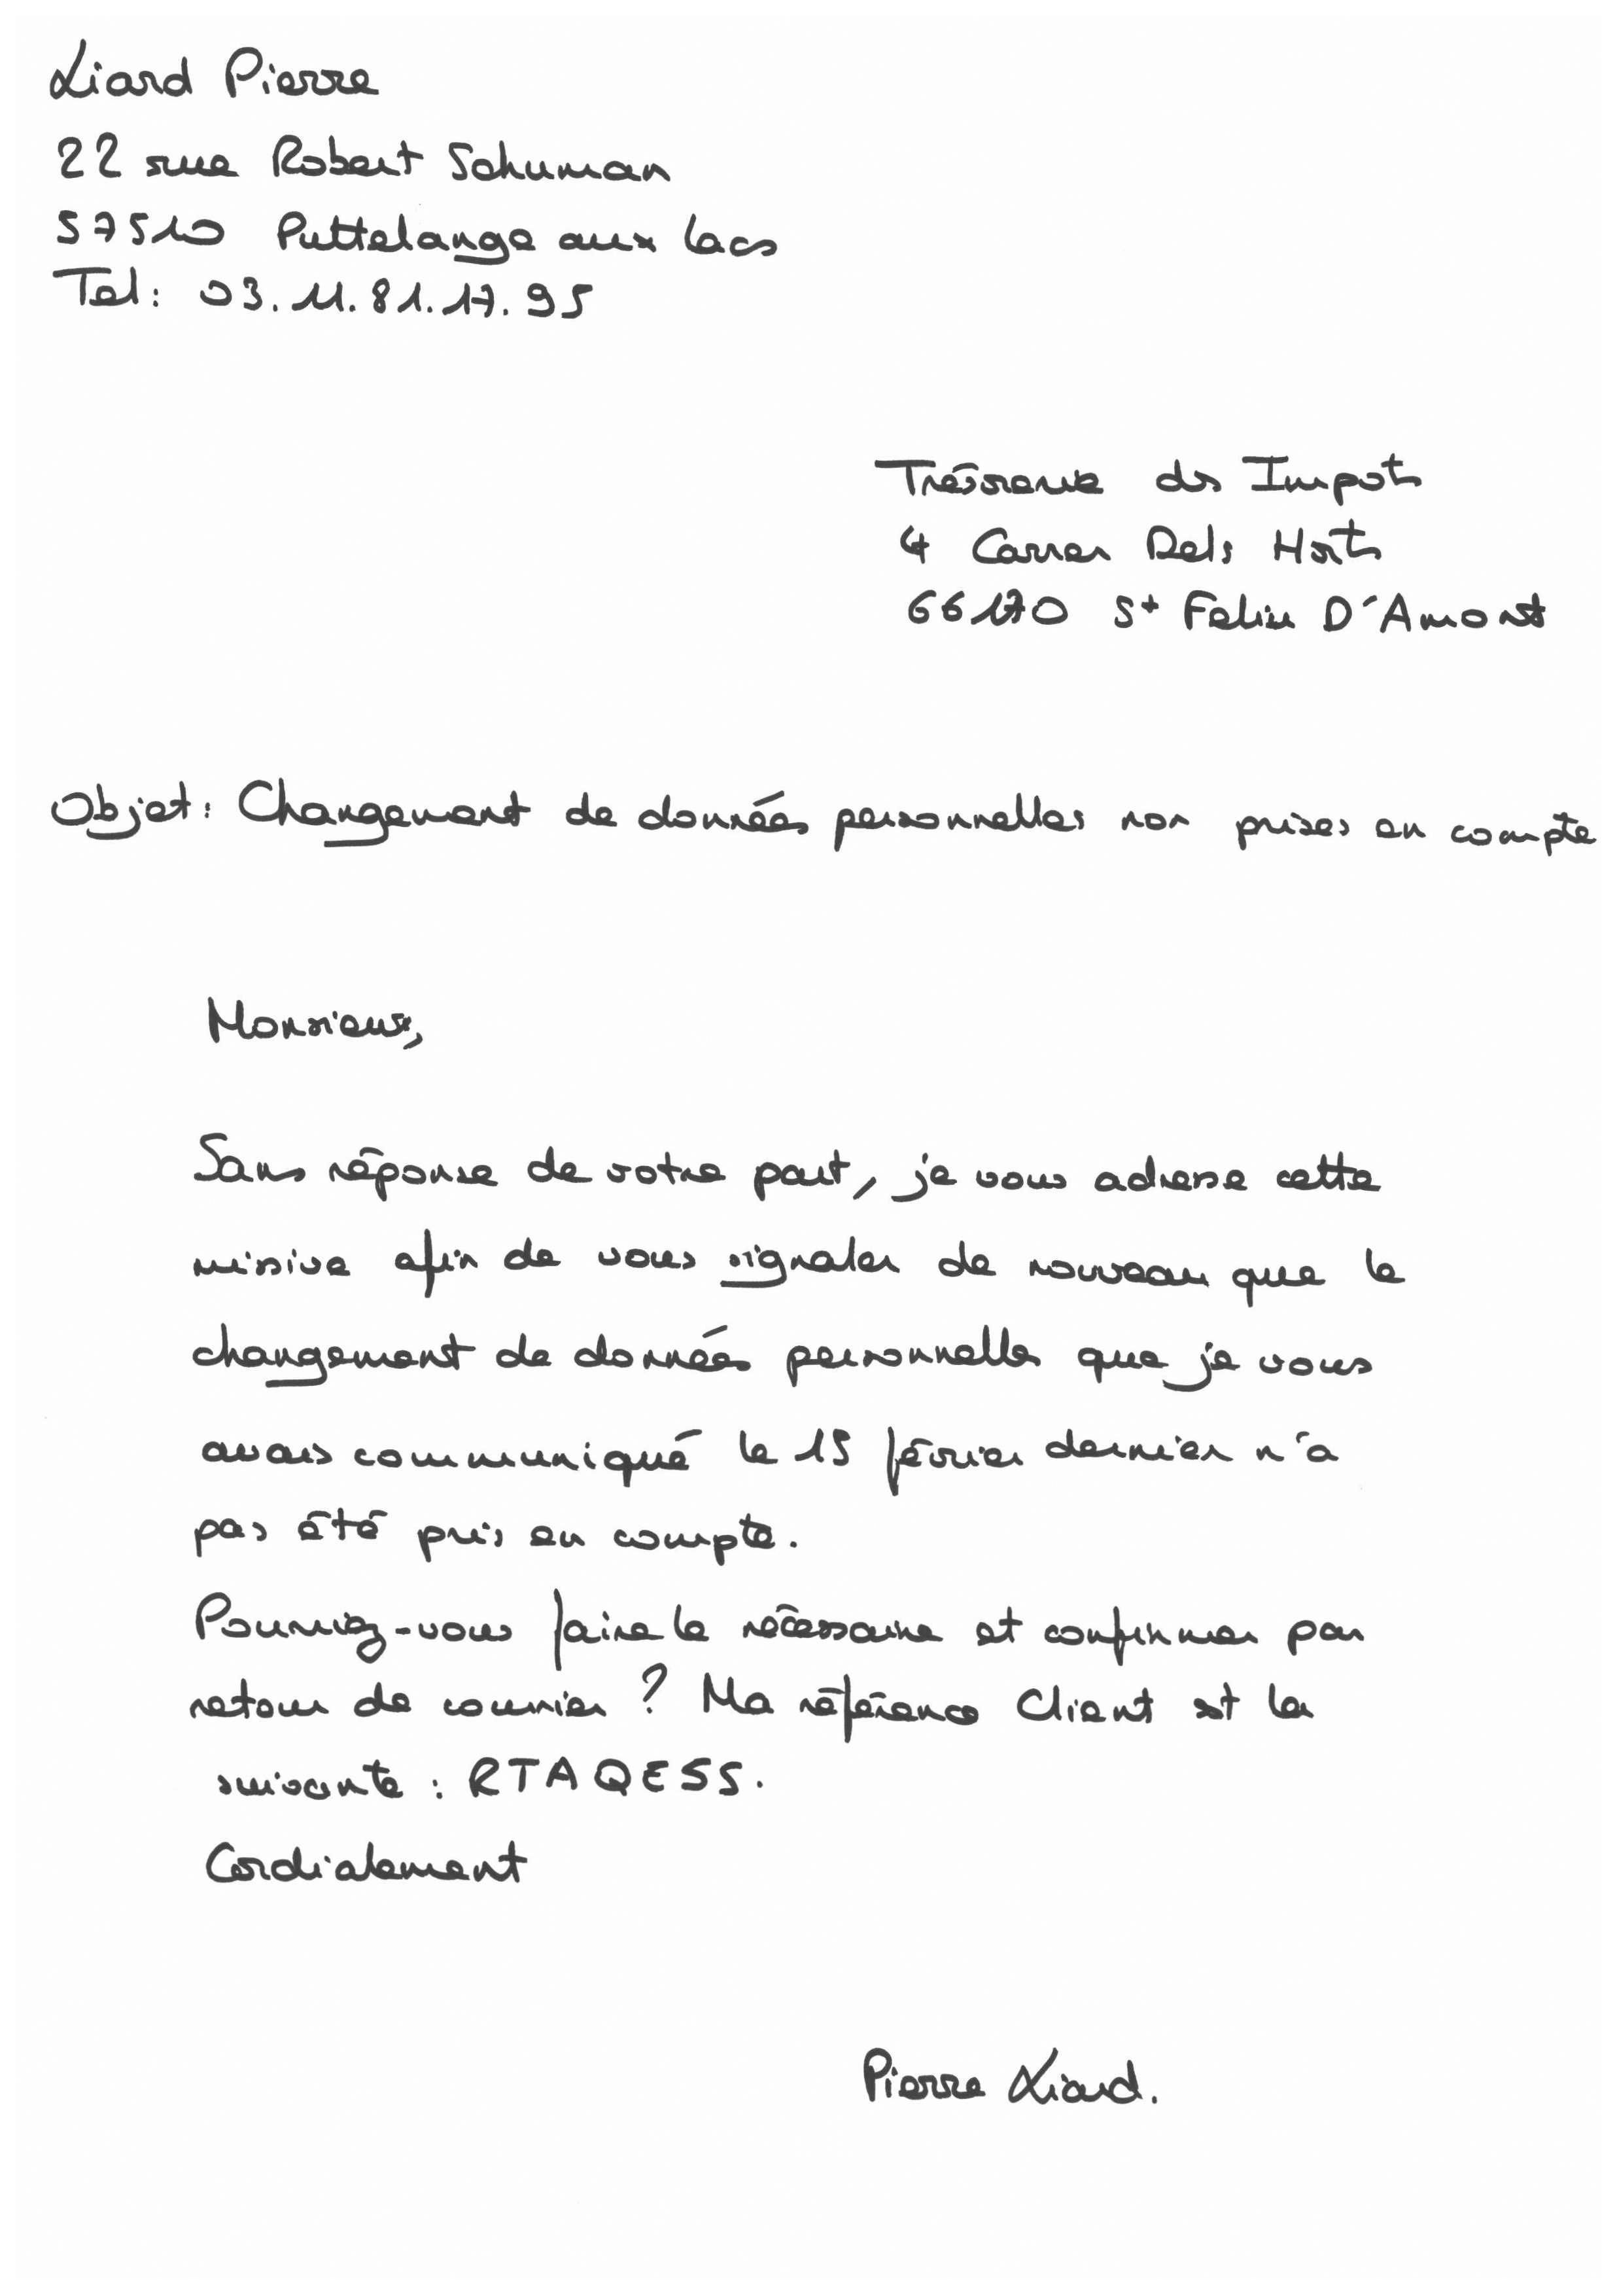 Liard Pierre
22 rue Robert Schuman
57510 Puttelange aux lacs
Tel: 03.11.81.17.95
Trésorerie des Impots
4 Carrer Dels Horts
66170 St Feliu D'Amont
Objet: Changement de données personnelles non prises en compte
Monsieur,
Sans réponse de votre part, je vous adresse cette
missive afin de vous signaler de nouveau que le
changement de données personnelles que je vous
avais communiqué le 15 février dernier n'a
pas été pris en compte.
Pourriez-vous faire le nécessaire et confirmer par
retour de courrier ? Ma référence Client est la
suivante : RTAQESS.
Cordialement
Pierre Liard.